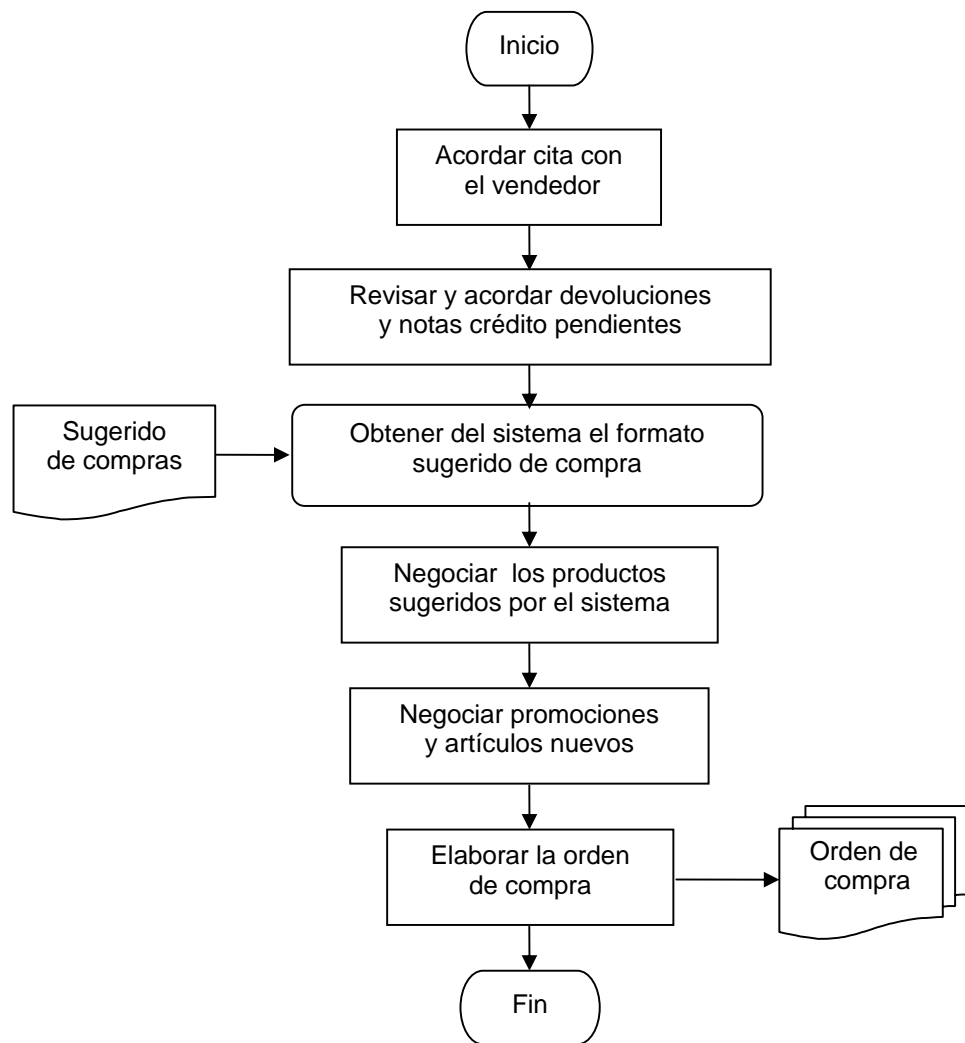 Inicio
Acordar cita con
el vendedor
Revisar y acordar devoluciones
y notas crédito pendientes
Sugerido
de compras
Obtener del sistema el formato
sugerido de compra
Negociar  los productos
sugeridos por el sistema
Negociar promociones
y artículos nuevos
Elaborar la orden
de compra
Orden de
compra
Fin